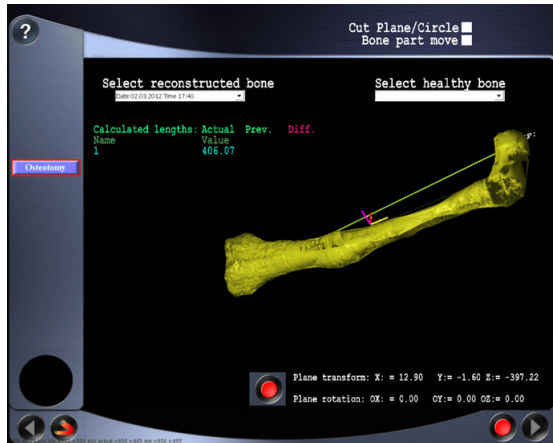 ?
Cut Plane/Circle
Bone part move
Select reconstructed bone
Select healthy bone
Date 02.03.2012 Time 17:40
Calculated lengths: Actual Prev. Diff.
Name Value
1 406.07
Osteotomy
Plane transform: X: = 12.90 Y:= -1.60 Z:= -397.22
Plane rotation: OX: = 0.00 OY:= 0.00 OZ:= 0.00